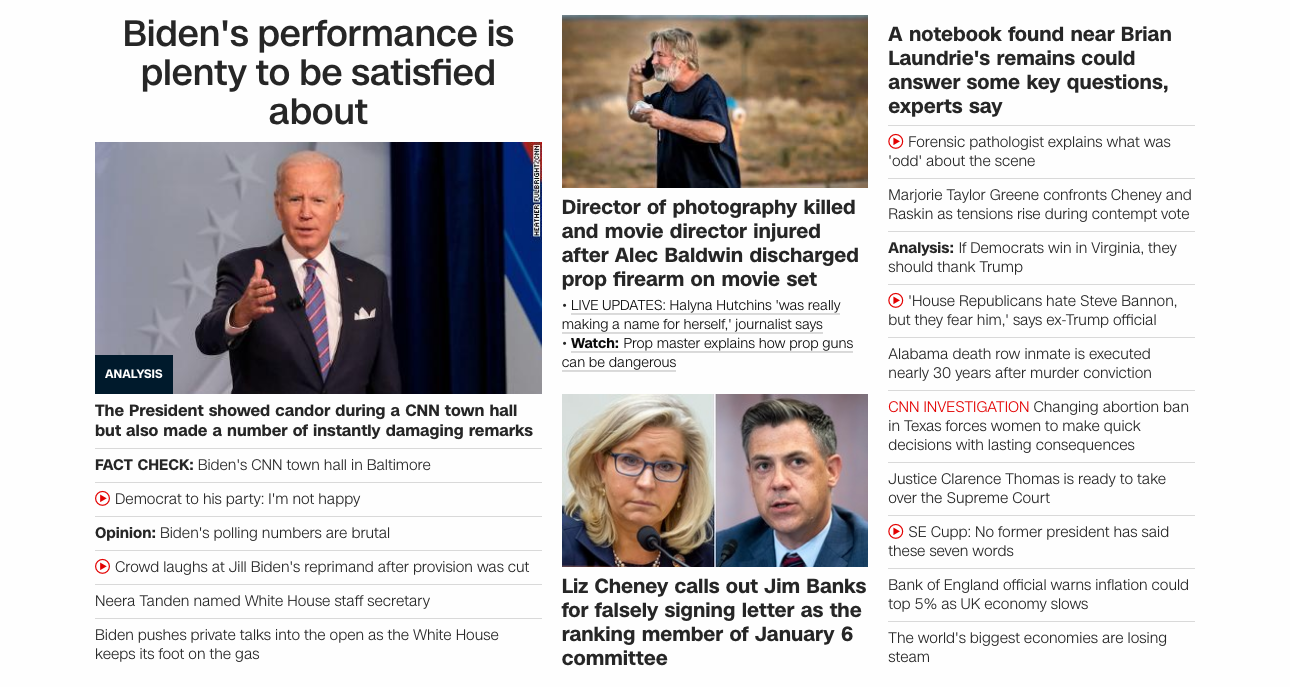 Biden's performance is
plenty to be satisfied
about
HEATHER FULBRIGHT/CNN
ANALYSIS
The President showed candor during a CNN town hall
but also made a number of instantly damaging remarks
FACT CHECK: Biden's CNN town hall in Baltimore
Democrat to his party: I'm not happy
Opinion: Biden's polling numbers are brutal
Crowd laughs at Jill Biden's reprimand after provision was cut
Neera Tanden named White House staff secretary
Biden pushes private talks into the open as the White House
keeps its foot on the gas
Director of photography killed
and movie director injured
after Alec Baldwin discharged
prop firearm on movie set
• LIVE UPDATES: Halyna Hutchins 'was really
making a name for herself,' journalist says
• Watch: Prop master explains how prop guns
can be dangerous
Liz Cheney calls out Jim Banks
for falsely signing letter as the
ranking member of January 6
committee
A notebook found near Brian
Laundrie's remains could
answer some key questions,
experts say
Forensic pathologist explains what was
'odd' about the scene
Marjorie Taylor Greene confronts Cheney and
Raskin as tensions rise during contempt vote
Analysis: If Democrats win in Virginia, they
should thank Trump
'House Republicans hate Steve Bannon,
but they fear him,' says ex-Trump official
Alabama death row inmate is executed
nearly 30 years after murder conviction
CNN INVESTIGATION Changing abortion ban
in Texas forces women to make quick
decisions with lasting consequences
Justice Clarence Thomas is ready to take
over the Supreme Court
SE Cupp: No former president has said
these seven words
Bank of England official warns inflation could
top 5% as UK economy slows
The world's biggest economies are losing
steam